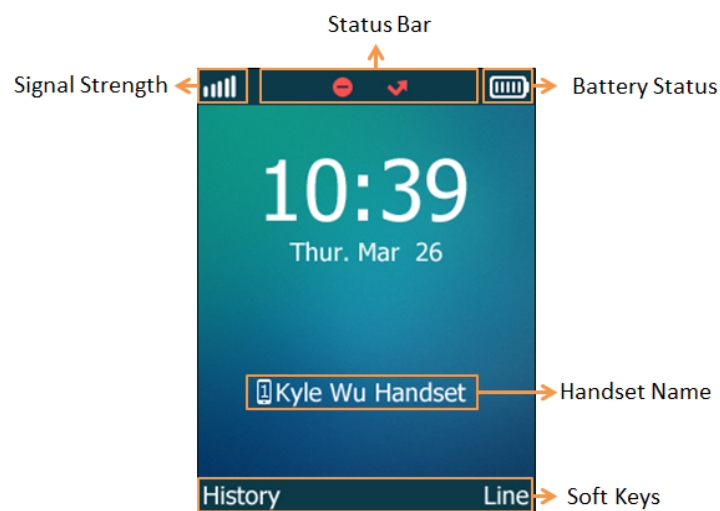 Status Bar
Signal Strength
Battery Status
10:39
Thur. Mar 26
1 Kyle Wu Handset
Handset Name
History
Line
Soft Keys